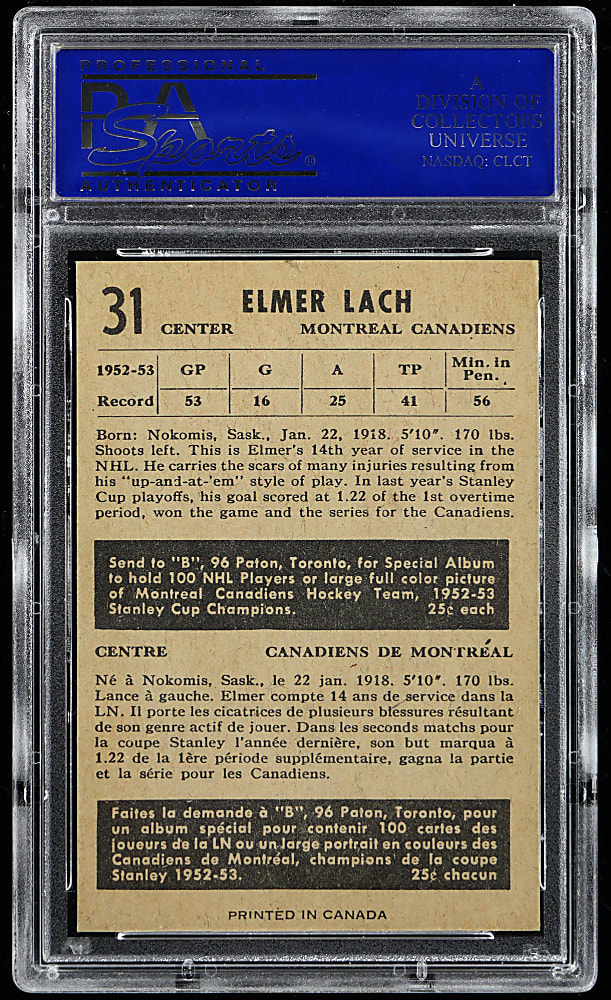 PROFESSIONAL
PSA
Sports®
AUTHENTICATOR
A
DIVISION OF
COLLECTORS
UNIVERSE
NASDAQ: CLCT
31 ELMER LACH
CENTER MONTREAL CANADIENS
1952-53 GP G A TP Min. in Pen.
Record 53 16 25 41 56
Born: Nokomis, Sask., Jan. 22, 1918. 5'10". 170 lbs.
Shoots left. This is Elmer's 14th year of service in the
NHL. He carries the scars of many injuries resulting from
his "up-and-at-'em" style of play. In last year's Stanley
Cup playoffs, his goal scored at 1.22 of the 1st overtime
period, won the game and the series for the Canadiens.
Send to "B", 96 Paton, Toronto, for Special Album
to hold 100 NHL Players or large full color picture
of Montreal Canadiens Hockey Team, 1952-53
Stanley Cup Champions. 25¢ each
CENTRE CANADIENS DE MONTRÉAL
Né à Nokomis, Sask., le 22 jan. 1918. 5'10". 170 lbs.
Lance à gauche. Elmer compte 14 ans de service dans la
LN. Il porte les cicatrices de plusieurs blessures résultant
de son genre actif de jouer. Dans les seconds matchs pour
la coupe Stanley l'année dernière, son but marqua à
1.22 de la 1ère période supplémentaire, gagna la partie
et la série pour les Canadiens.
Faites la demande à "B", 96 Paton, Toronto, pour
un album spécial pour contenir 100 cartes des
joueurs de la LN ou un large portrait en couleurs des
Canadiens de Montréal, champions de la coupe
Stanley 1952-53. 25¢ chacun
PRINTED IN CANADA